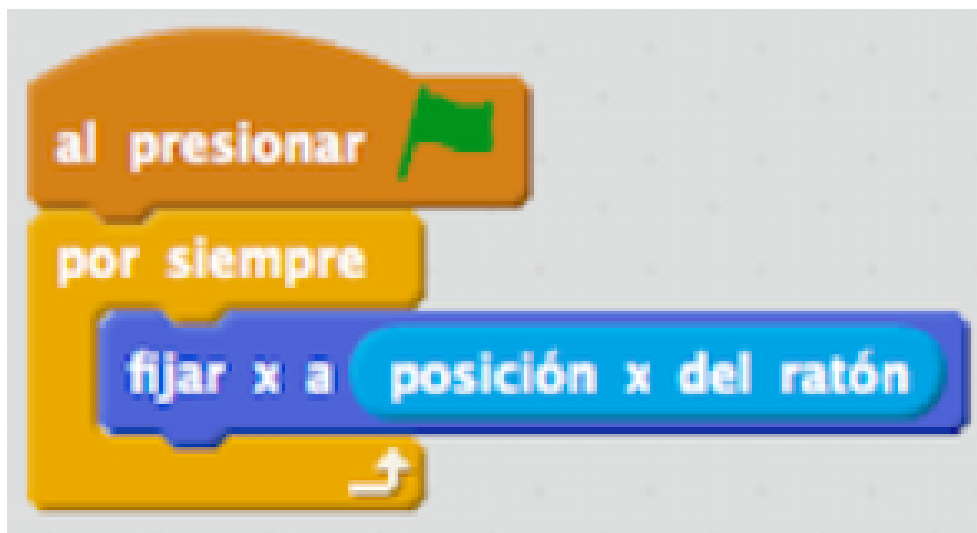 al presionar
por siempre
fijar x a posición x del ratón